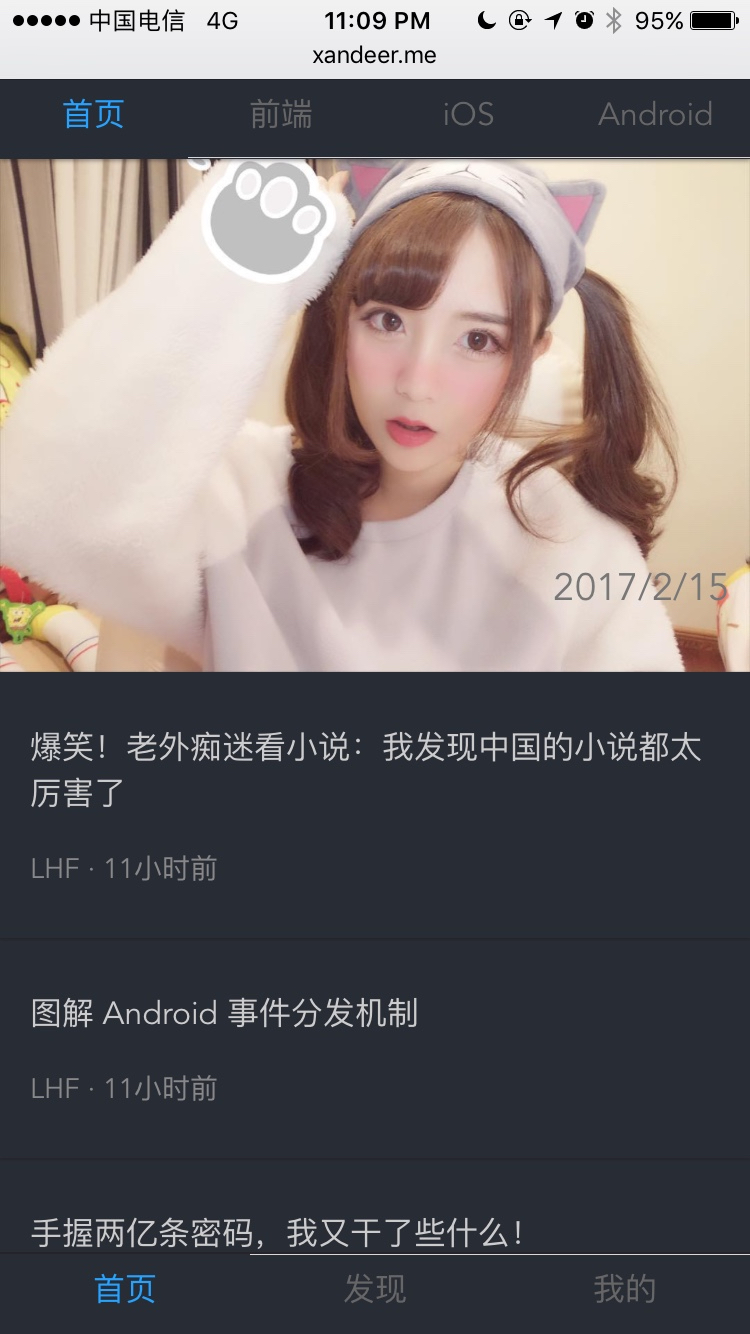 中国电信 4G 11:09 PM 95%
xandeer.me
首页 前端 iOS Android
2017/2/15
爆笑！老外痴迷看小说：我发现中国的小说都太
厉害了
LHF · 11小时前
图解 Android 事件分发机制
LHF · 11小时前
手握两亿条密码，我又干了些什么！
首页 发现 我的